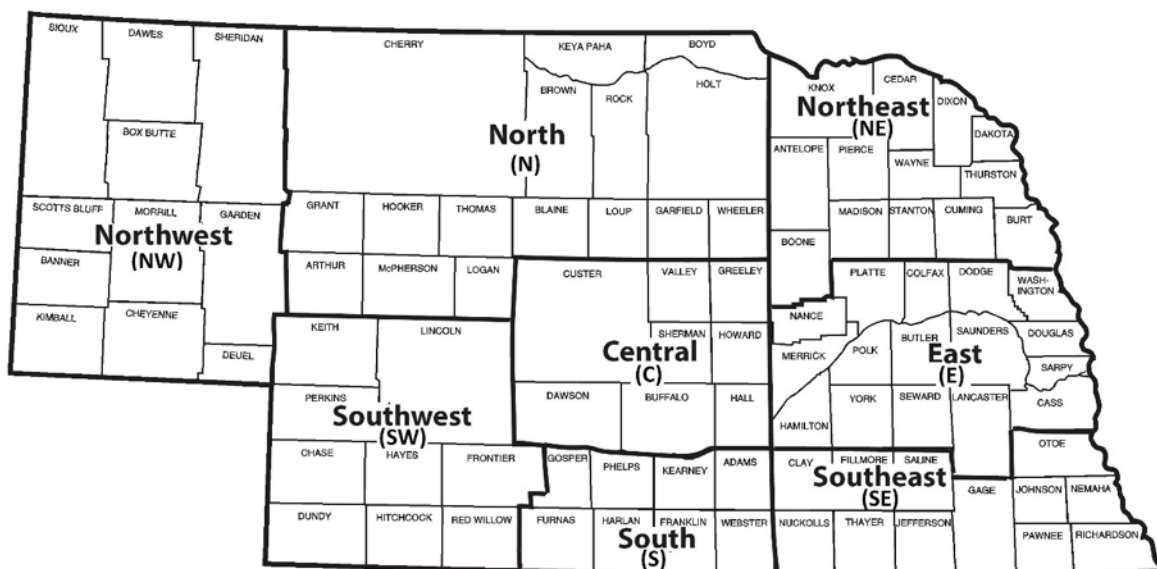 SIOUX
DAWES
SHERIDAN
CHERRY
KEYA PAHA
BOYD
BROWN
ROCK
HOLT
KNOX
CEDAR
DIXON
DAKOTA
Northeast
(NE)
North
(N)
BOX BUTTE
ANTELOPE
PIERCE
WAYNE
THURSTON
SCOTTS BLUFF
MORRILL
GARDEN
GRANT
HOOKER
THOMAS
BLAINE
LOUP
GARFIELD
WHEELER
MADISON
STANTON
CUMING
BURT
Northwest
(NW)
BOONE
BANNER
ARTHUR
McPHERSON
LOGAN
CUSTER
VALLEY
GREELEY
PLATTE
COLFAX
DODGE
WASH-
INGTON
KIMBALL
CHEYENNE
DEUEL
KEITH
LINCOLN
SHERMAN
HOWARD
NANCE
MERRICK
POLK
BUTLER
SAUNDERS
DOUGLAS
SARPY
Central
(C)
East
(E)
PERKINS
DAWSON
BUFFALO
HALL
HAMILTON
YORK
SEWARD
LANCASTER
CASS
Southwest
(SW)
OTOE
CHASE
HAYES
FRONTIER
GOSPER
PHELPS
KEARNEY
ADAMS
CLAY
FILLMORE
SALINE
Southeast
(SE)
GAGE
JOHNSON
NEMAHA
DUNDY
HITCHCOCK
RED WILLOW
FURNAS
HARLAN
FRANKLIN
WEBSTER
NUCKOLLS
THAYER
JEFFERSON
PAWNEE
RICHARDSON
South
(S)